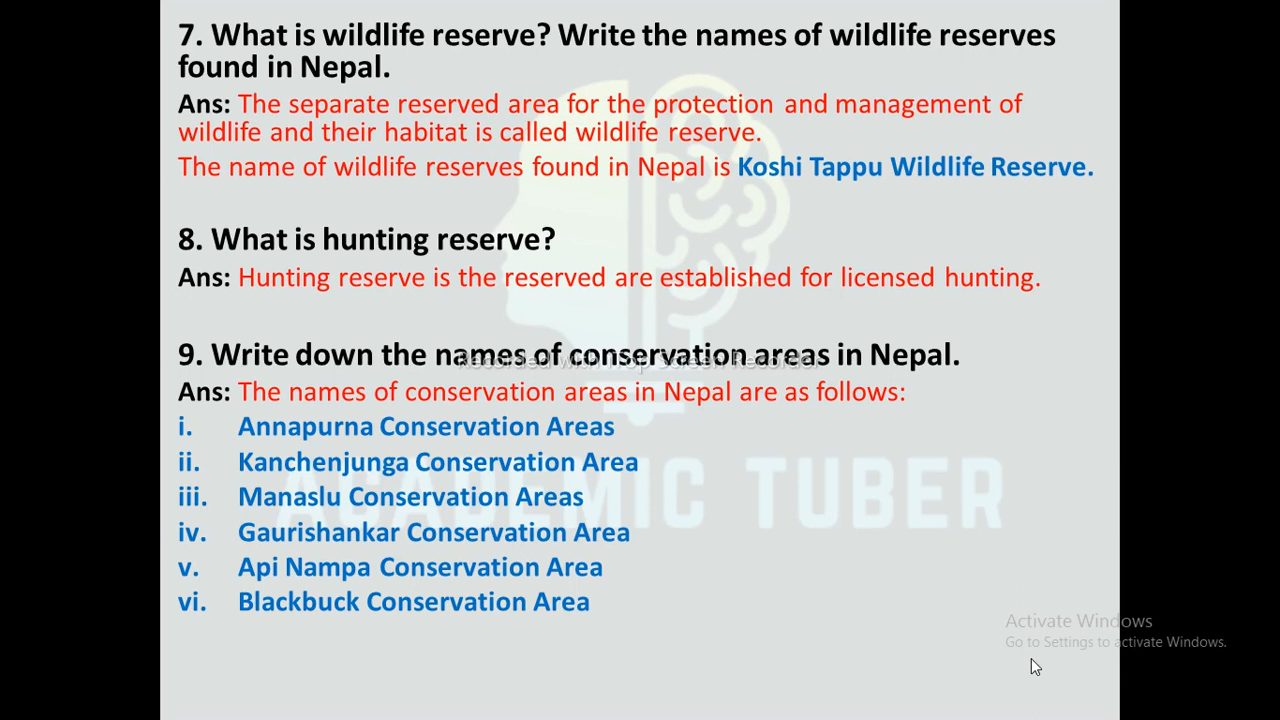 7. What is wildlife reserve? Write the names of wildlife reserves
found in Nepal.
Ans: The separate reserved area for the protection and management of
wildlife and their habitat is called wildlife reserve.
The name of wildlife reserves found in Nepal is Koshi Tappu Wildlife Reserve.
8. What is hunting reserve?
Ans: Hunting reserve is the reserved are established for licensed hunting.
9. Write down the names of conservation areas in Nepal.
Recorded with iTop Screen Recorder
Ans: The names of conservation areas in Nepal are as follows:
i. Annapurna Conservation Areas
ii. Kanchenjunga Conservation Area
iii. Manaslu Conservation Areas
ACADEMIC TUBER
iv. Gaurishankar Conservation Area
v. Api Nampa Conservation Area
vi. Blackbuck Conservation Area
Activate Windows
Go to Settings to activate Windows.